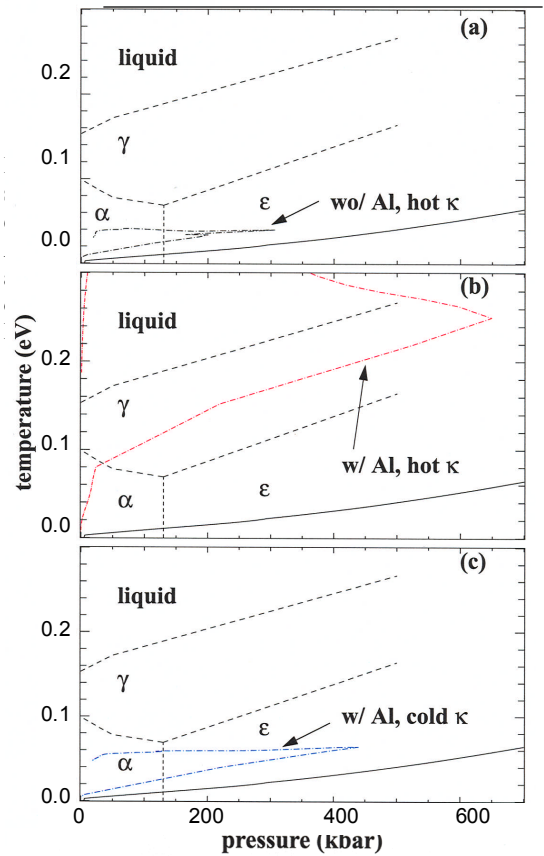 (a)
liquid
0.2
γ
0.1
α
ε
wo/ Al, hot κ
0.0
(b)
liquid
0.2
γ
0.1
w/ Al, hot κ
α
ε
0.0
(c)
liquid
0.2
γ
0.1
ε
w/ Al, cold κ
α
0.0
0
200
400
600
temperature (eV)
pressure (kbar)